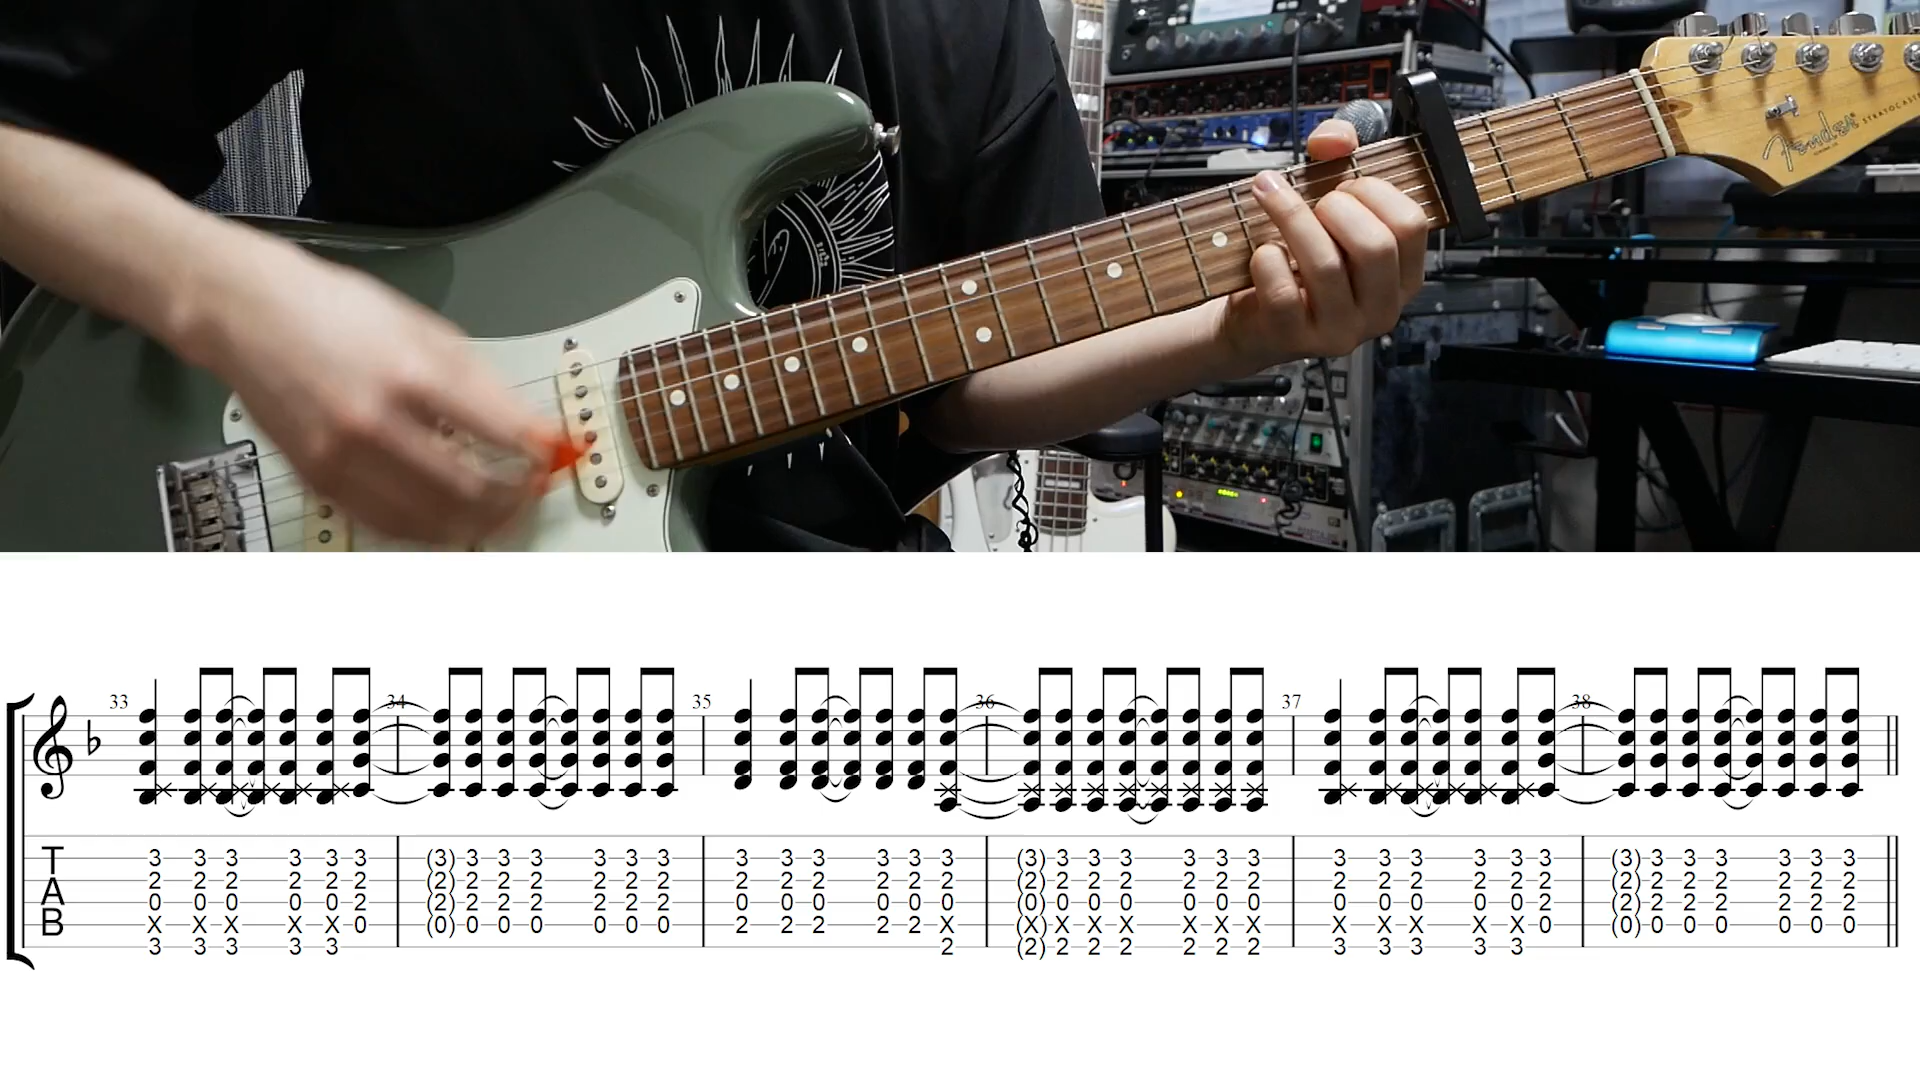 Fender STRATOCASTER
33 34 35 36 37 38
T 3 3 3 3 3 3 (3) 3 3 3 3 3 3 3 3 3 3 3 3 (3) 3 3 3 3 3 3 3 3 3 3 3 3 (3) 3 3 3 3 3 3
2 2 2 2 2 2 (2) 2 2 2 2 2 2 2 2 2 2 2 2 (2) 2 2 2 2 2 2 2 2 2 2 2 2 (2) 2 2 2 2 2 2
A 0 0 0 0 0 2 (2) 2 2 2 2 2 2 0 0 0 0 0 0 (0) 0 0 0 0 0 0 0 0 0 0 0 2 (2) 2 2 2 2 2 2
B X X X X X 0 (0) 0 0 0 0 0 0 2 2 2 2 2 X (X) X X X X X X X X X X X 0 (0) 0 0 0 0 0 0
3 3 3 3 3 2 (2) 2 2 2 2 2 2 3 3 3 3 3